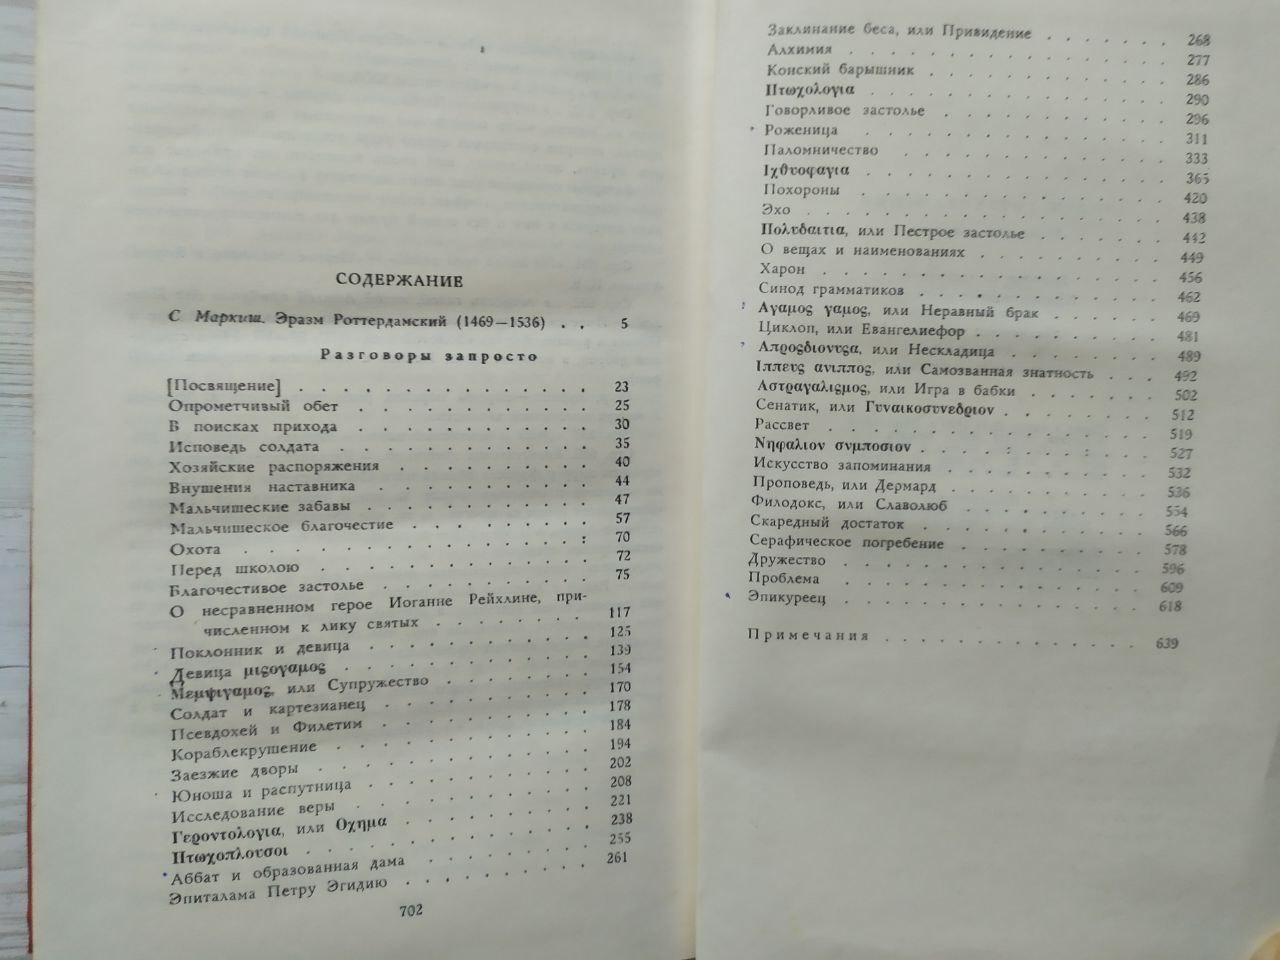 СОДЕРЖАНИЕ
С Маркиш. Эразм Роттердамский (1469—1536) . . 5
Разговоры запросто
[Посвящение] . . . . . . . . . . . . . . . 23
Опрометчивый обет . . . . . . . . . . . . 25
В поисках прихода . . . . . . . . . . . . 30
Исповедь солдата . . . . . . . . . . . . . 35
Хозяйские распоряжения . . . . . . . . . . 40
Внушения наставника . . . . . . . . . . . 44
Мальчишеские забавы . . . . . . . . . . . 47
Мальчишеское благочестие . . . . . . . . . 57
Охота . . . . . . . . . . . . . . . . . . 70
Перед школою . . . . . . . . . . . . . . . 72
Благочестивое застолье . . . . . . . . . . 75
О несравненном герое Иоганне Рейхлине, при-
численном к лику святых . . . . . . . . 117
Поклонник и девица . . . . . . . . . . . . 125
Девица μισογαμος . . . . . . . . . . . . . 139
Μεμψιγαμος, или Супружество . . . . . . . 154
Солдат и картезианец . . . . . . . . . . . 170
Псевдохей и Филетим . . . . . . . . . . . 178
Кораблекрушение . . . . . . . . . . . . . 184
Заезжие дворы . . . . . . . . . . . . . . 194
Юноша и распутница . . . . . . . . . . . . 202
Исследование веры . . . . . . . . . . . . 208
Γεροντολογια, или Οχημα . . . . . . . . . 221
Πτωχοπλουσοι . . . . . . . . . . . . . . . 238
Аббат и образованная дама . . . . . . . . 255
Эпиталама Петру Эгидию . . . . . . . . . . 261
702
Заклинание беса, или Привидение . . . . . . . 268
Алхимия . . . . . . . . . . . . . . . . . 277
Конский барышник . . . . . . . . . . . . . 286
Πτωχολογια . . . . . . . . . . . . . . . . 290
Говорливое застолье . . . . . . . . . . . 296
Роженица . . . . . . . . . . . . . . . . . 311
Паломничество . . . . . . . . . . . . . . 333
Ιχθυοφαγια . . . . . . . . . . . . . . . . 365
Похороны . . . . . . . . . . . . . . . . . 420
Эхо . . . . . . . . . . . . . . . . . . . 438
Πολυδαιτια, или Пестрое застолье . . . . . . . 442
О вещах и наименованиях . . . . . . . . . . 449
Харон . . . . . . . . . . . . . . . . . . 456
Синод грамматиков . . . . . . . . . . . . 462
Αγαμος γαμος, или Неравный брак . . . . . . 469
Циклоп, или Евангелиефор . . . . . . . . . 481
Απροςδιονυςα, или Нескладица . . . . . . . . 489
Ιππευς ανιππος, или Самозванная знатность . . . 492
Αστραγαλιςμος, или Игра в бабки . . . . . . . 502
Сенатик, или Γυναικοσυνεδριον . . . . . . . . 512
Рассвет . . . . . . . . . . . . . . . . . 519
Νηφαλιον συμποσιον . . . . . . . . . . . . 527
Искусство запоминания . . . . . . . . . . . 532
Проповедь, или Дермард . . . . . . . . . . 536
Филодокс, или Славолюб . . . . . . . . . . 554
Скаредный достаток . . . . . . . . . . . . 566
Серафическое погребение . . . . . . . . . . 578
Дружество . . . . . . . . . . . . . . . . 596
Проблема . . . . . . . . . . . . . . . . . 609
Эпикуреец . . . . . . . . . . . . . . . . 618
Примечания . . . . . . . . . . . . . . . . 639